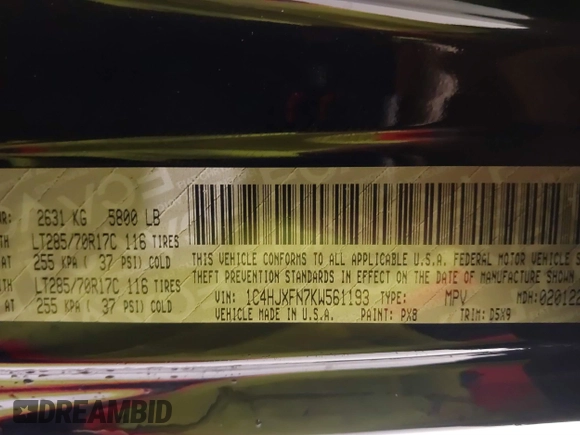 2631 KG 5800 LB
LT285/70R17C 116 TIRES
255 KPA ( 37 PSI) COLD
LT285/70R17C 116 TIRES
255 KPA ( 37 PSI) COLD
THIS VEHICLE CONFORMS TO ALL APPLICABLE U.S.A. FEDERAL MOTOR VEHICLE S
THEFT PREVENTION STANDARDS IN EFFECT ON THE DATE OF MANUFACTURE SHOWN
VIN: 1C4HJXFN7KW561193 TYPE: MPV MDH:
VEHICLE MADE IN U.S.A. PAINT: PX8 TRIM: D5X9
DREAMBID